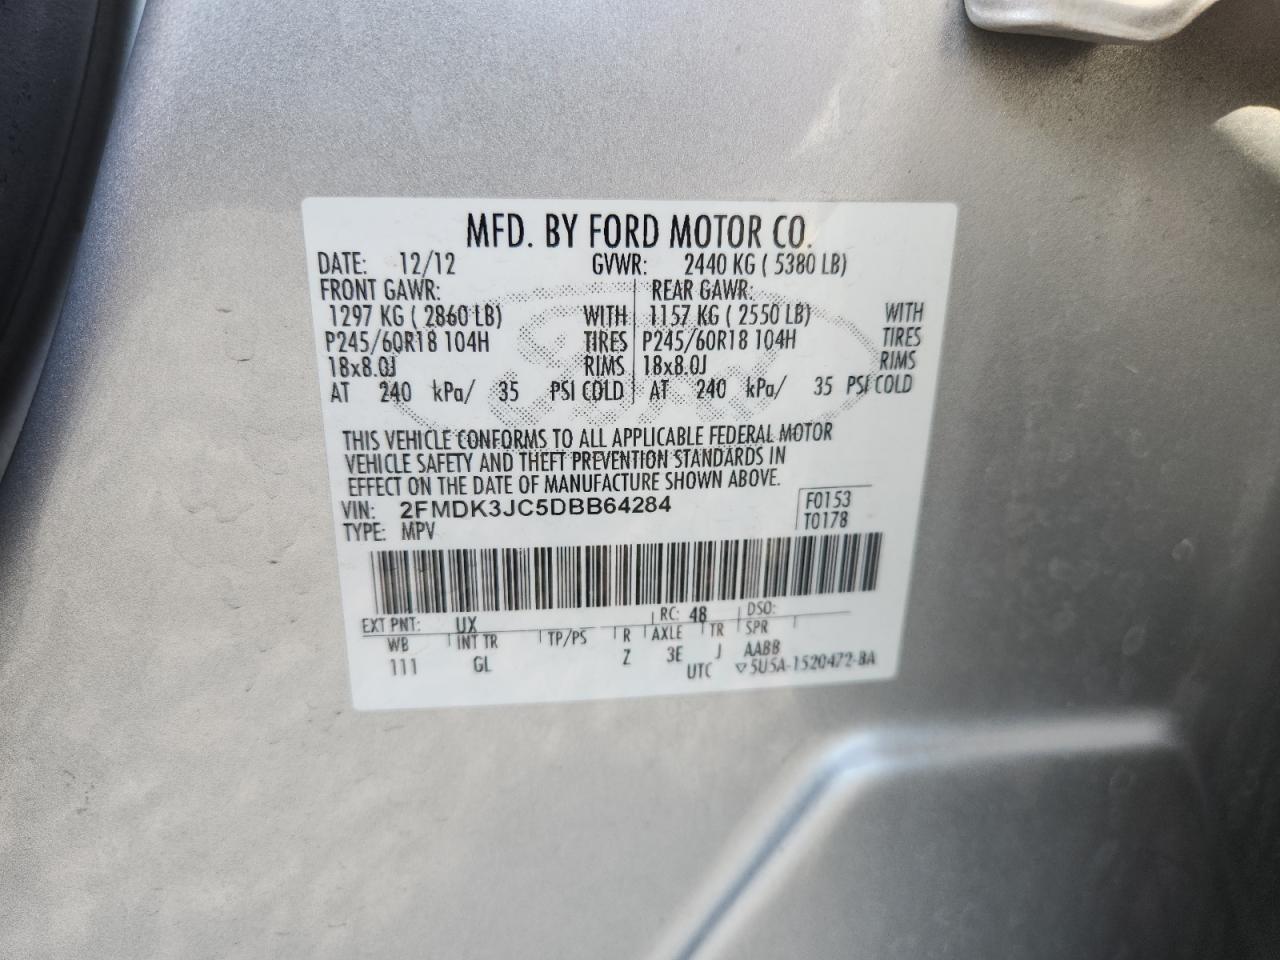 MFD. BY FORD MOTOR CO.
DATE: 12/12 GVWR: 2440 KG ( 5380 LB)
FRONT GAWR: REAR GAWR:
1297 KG ( 2860 LB) WITH 1157 KG ( 2550 LB) WITH
P245/60R18 104H TIRES P245/60R18 104H TIRES
18x8.0J RIMS 18x8.0J RIMS
AT 240 kPa/ 35 PSI COLD AT 240 kPa/ 35 PSI COLD
THIS VEHICLE CONFORMS TO ALL APPLICABLE FEDERAL MOTOR
VEHICLE SAFETY AND THEFT PREVENTION STANDARDS IN
EFFECT ON THE DATE OF MANUFACTURE SHOWN ABOVE.
VIN: 2FMDK3JC5DBB64284 F0153
TYPE: MPV T0178
EXT PNT: UX RC: 48 DSO:
WB INT TR TP/PS R AXLE TR SPR
111 GL Z 3E J AABB
UTC ▽5U5A-1520472-BA